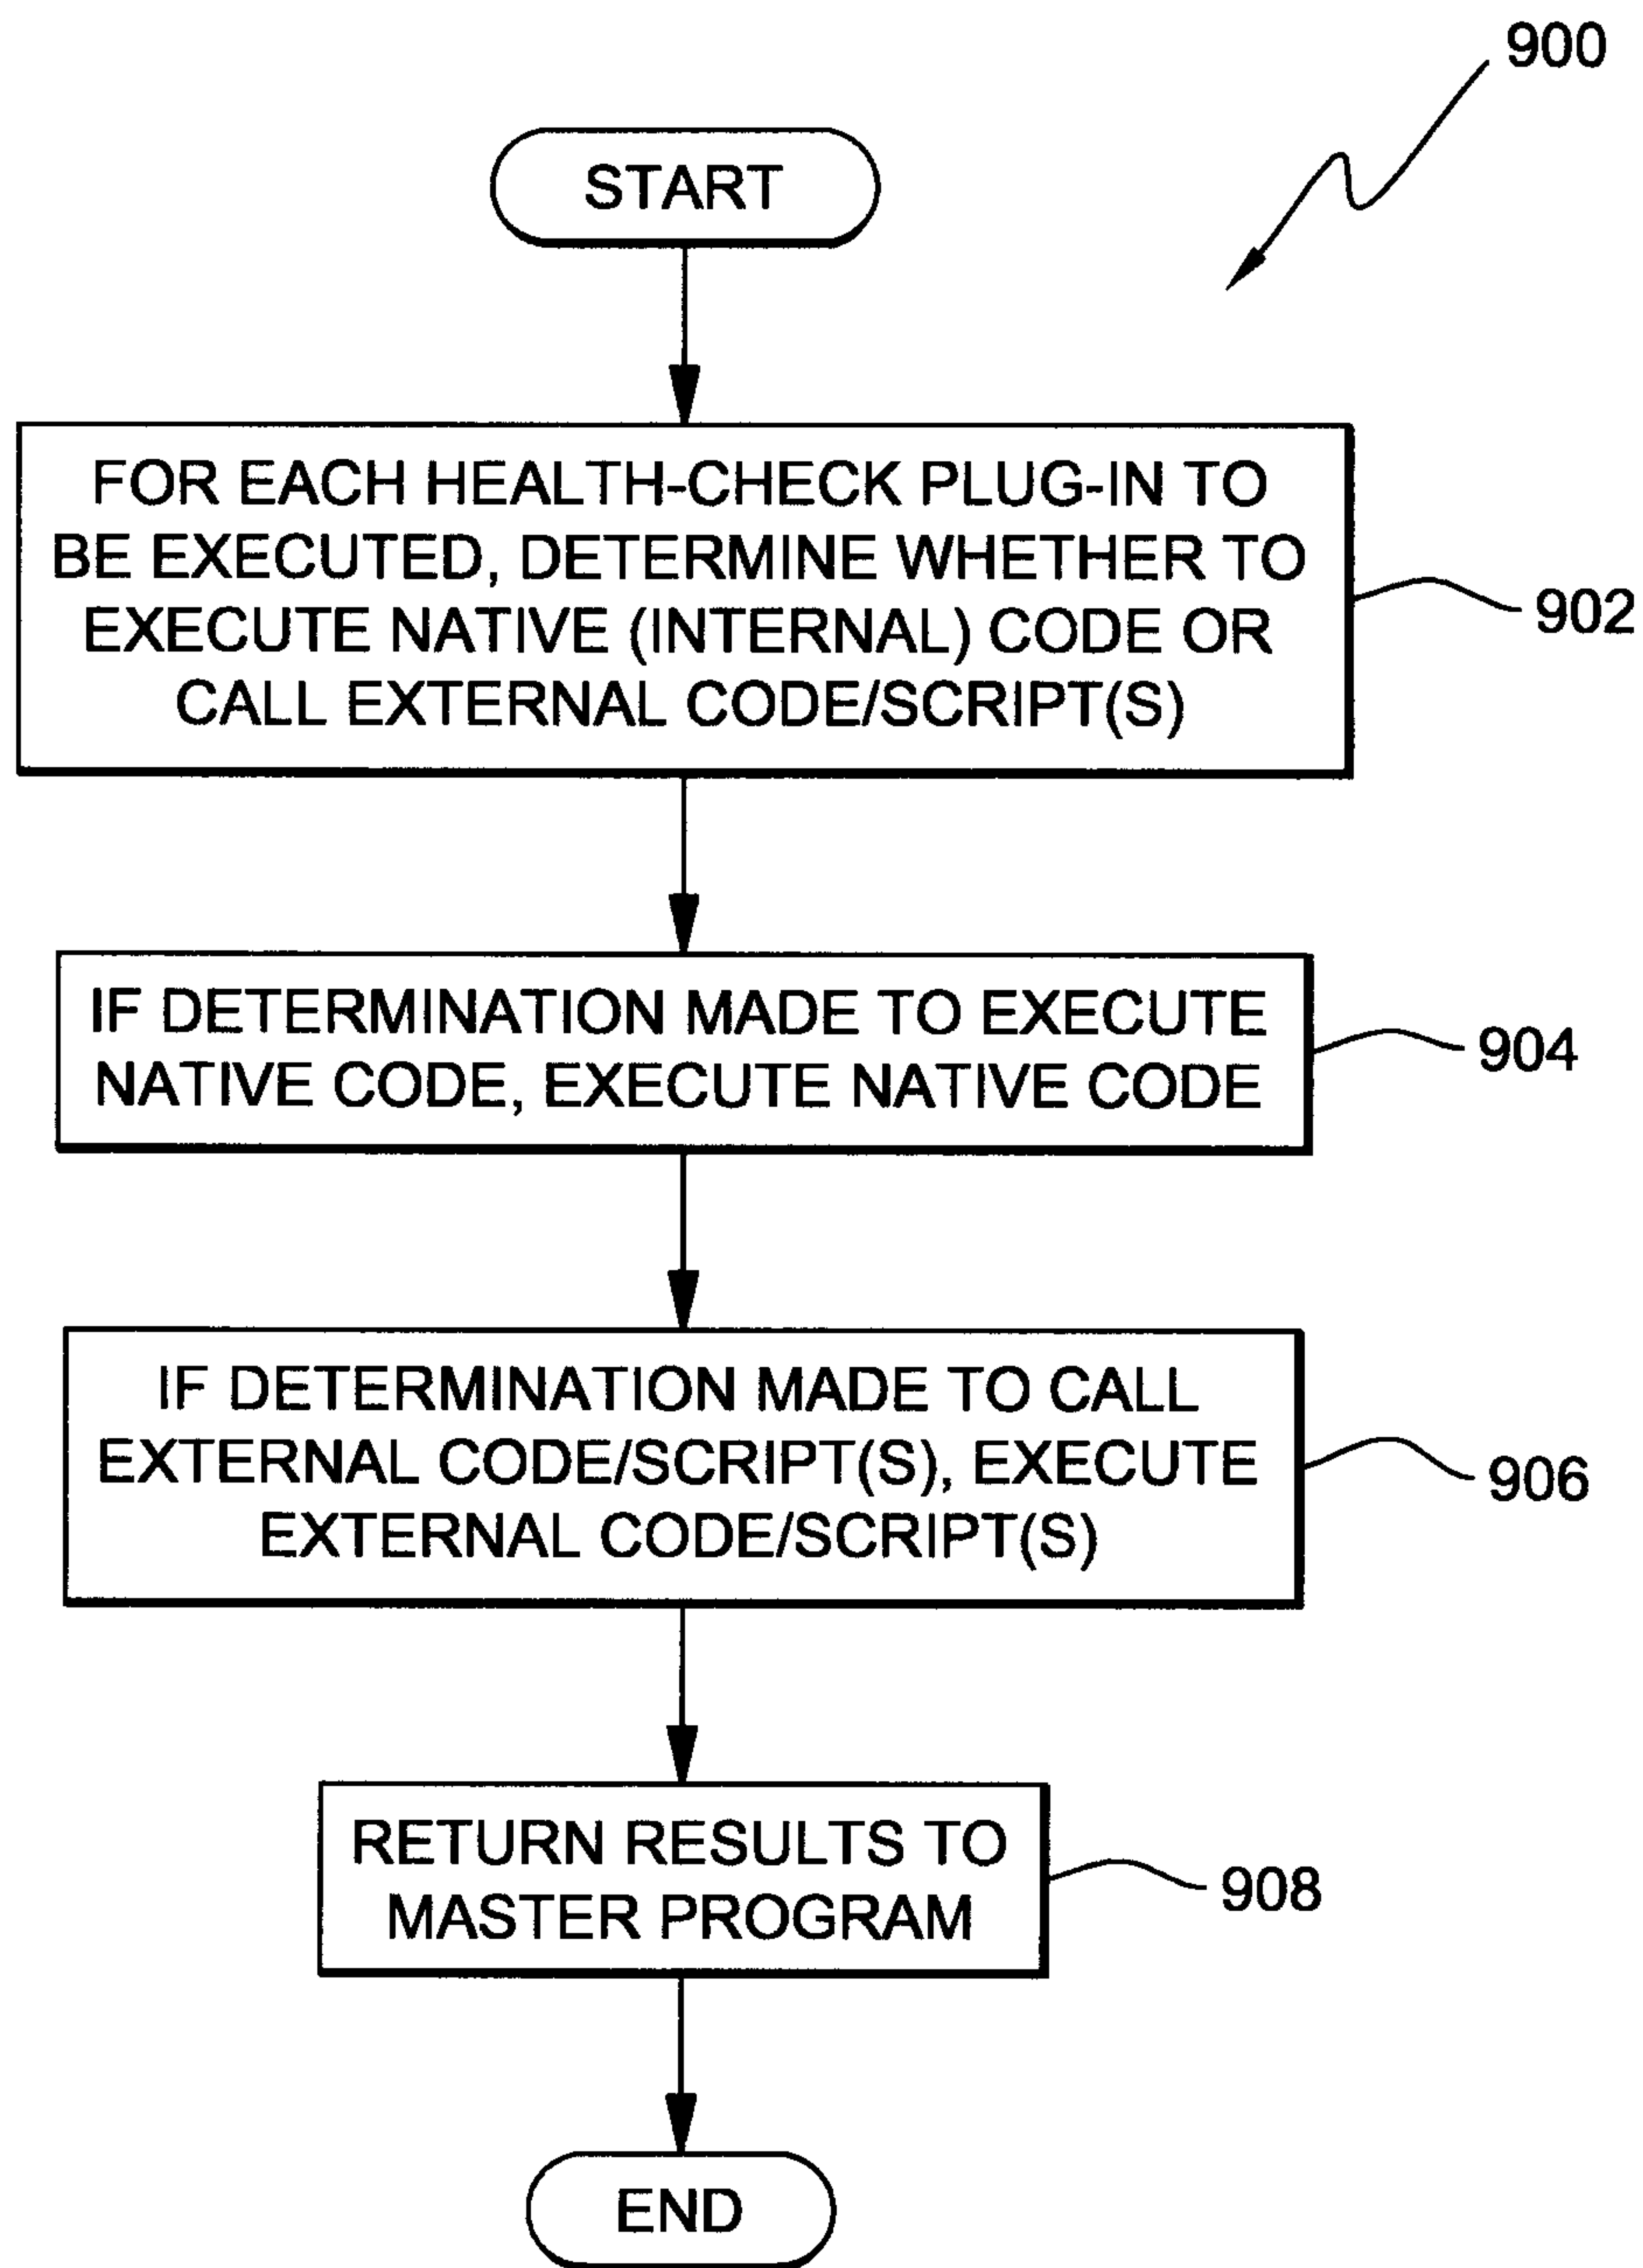 900
START
FOR EACH HEALTH-CHECK PLUG-IN TO
BE EXECUTED, DETERMINE WHETHER TO
EXECUTE NATIVE (INTERNAL) CODE OR
CALL EXTERNAL CODE/SCRIPT(S)
902
IF DETERMINATION MADE TO EXECUTE
NATIVE CODE, EXECUTE NATIVE CODE
904
IF DETERMINATION MADE TO CALL
EXTERNAL CODE/SCRIPT(S), EXECUTE
EXTERNAL CODE/SCRIPT(S)
906
RETURN RESULTS TO
MASTER PROGRAM
908
END